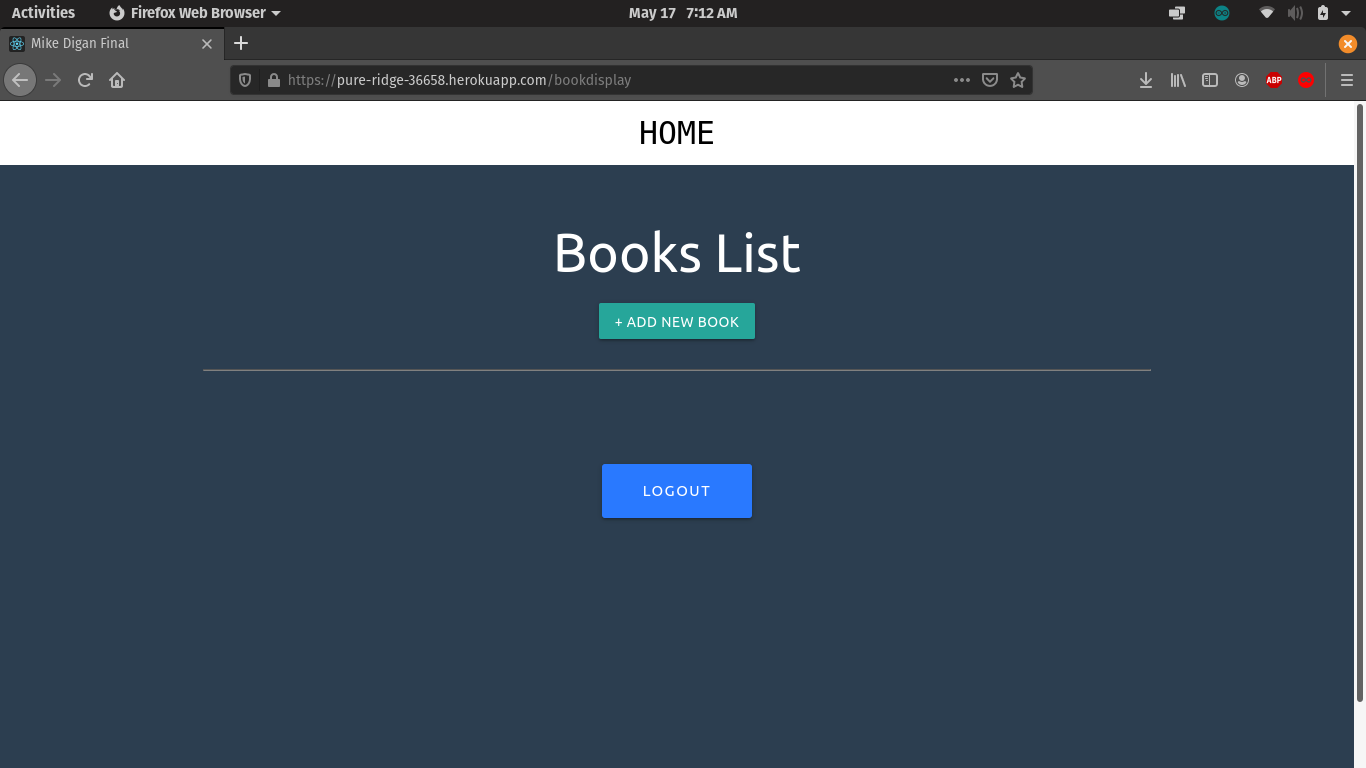 Activities Firefox Web Browser May 17 7:12 AM
Mike Digan Final
https://pure-ridge-36658.herokuapp.com/bookdisplay ABP
HOME
Books List
+ ADD NEW BOOK
LOGOUT